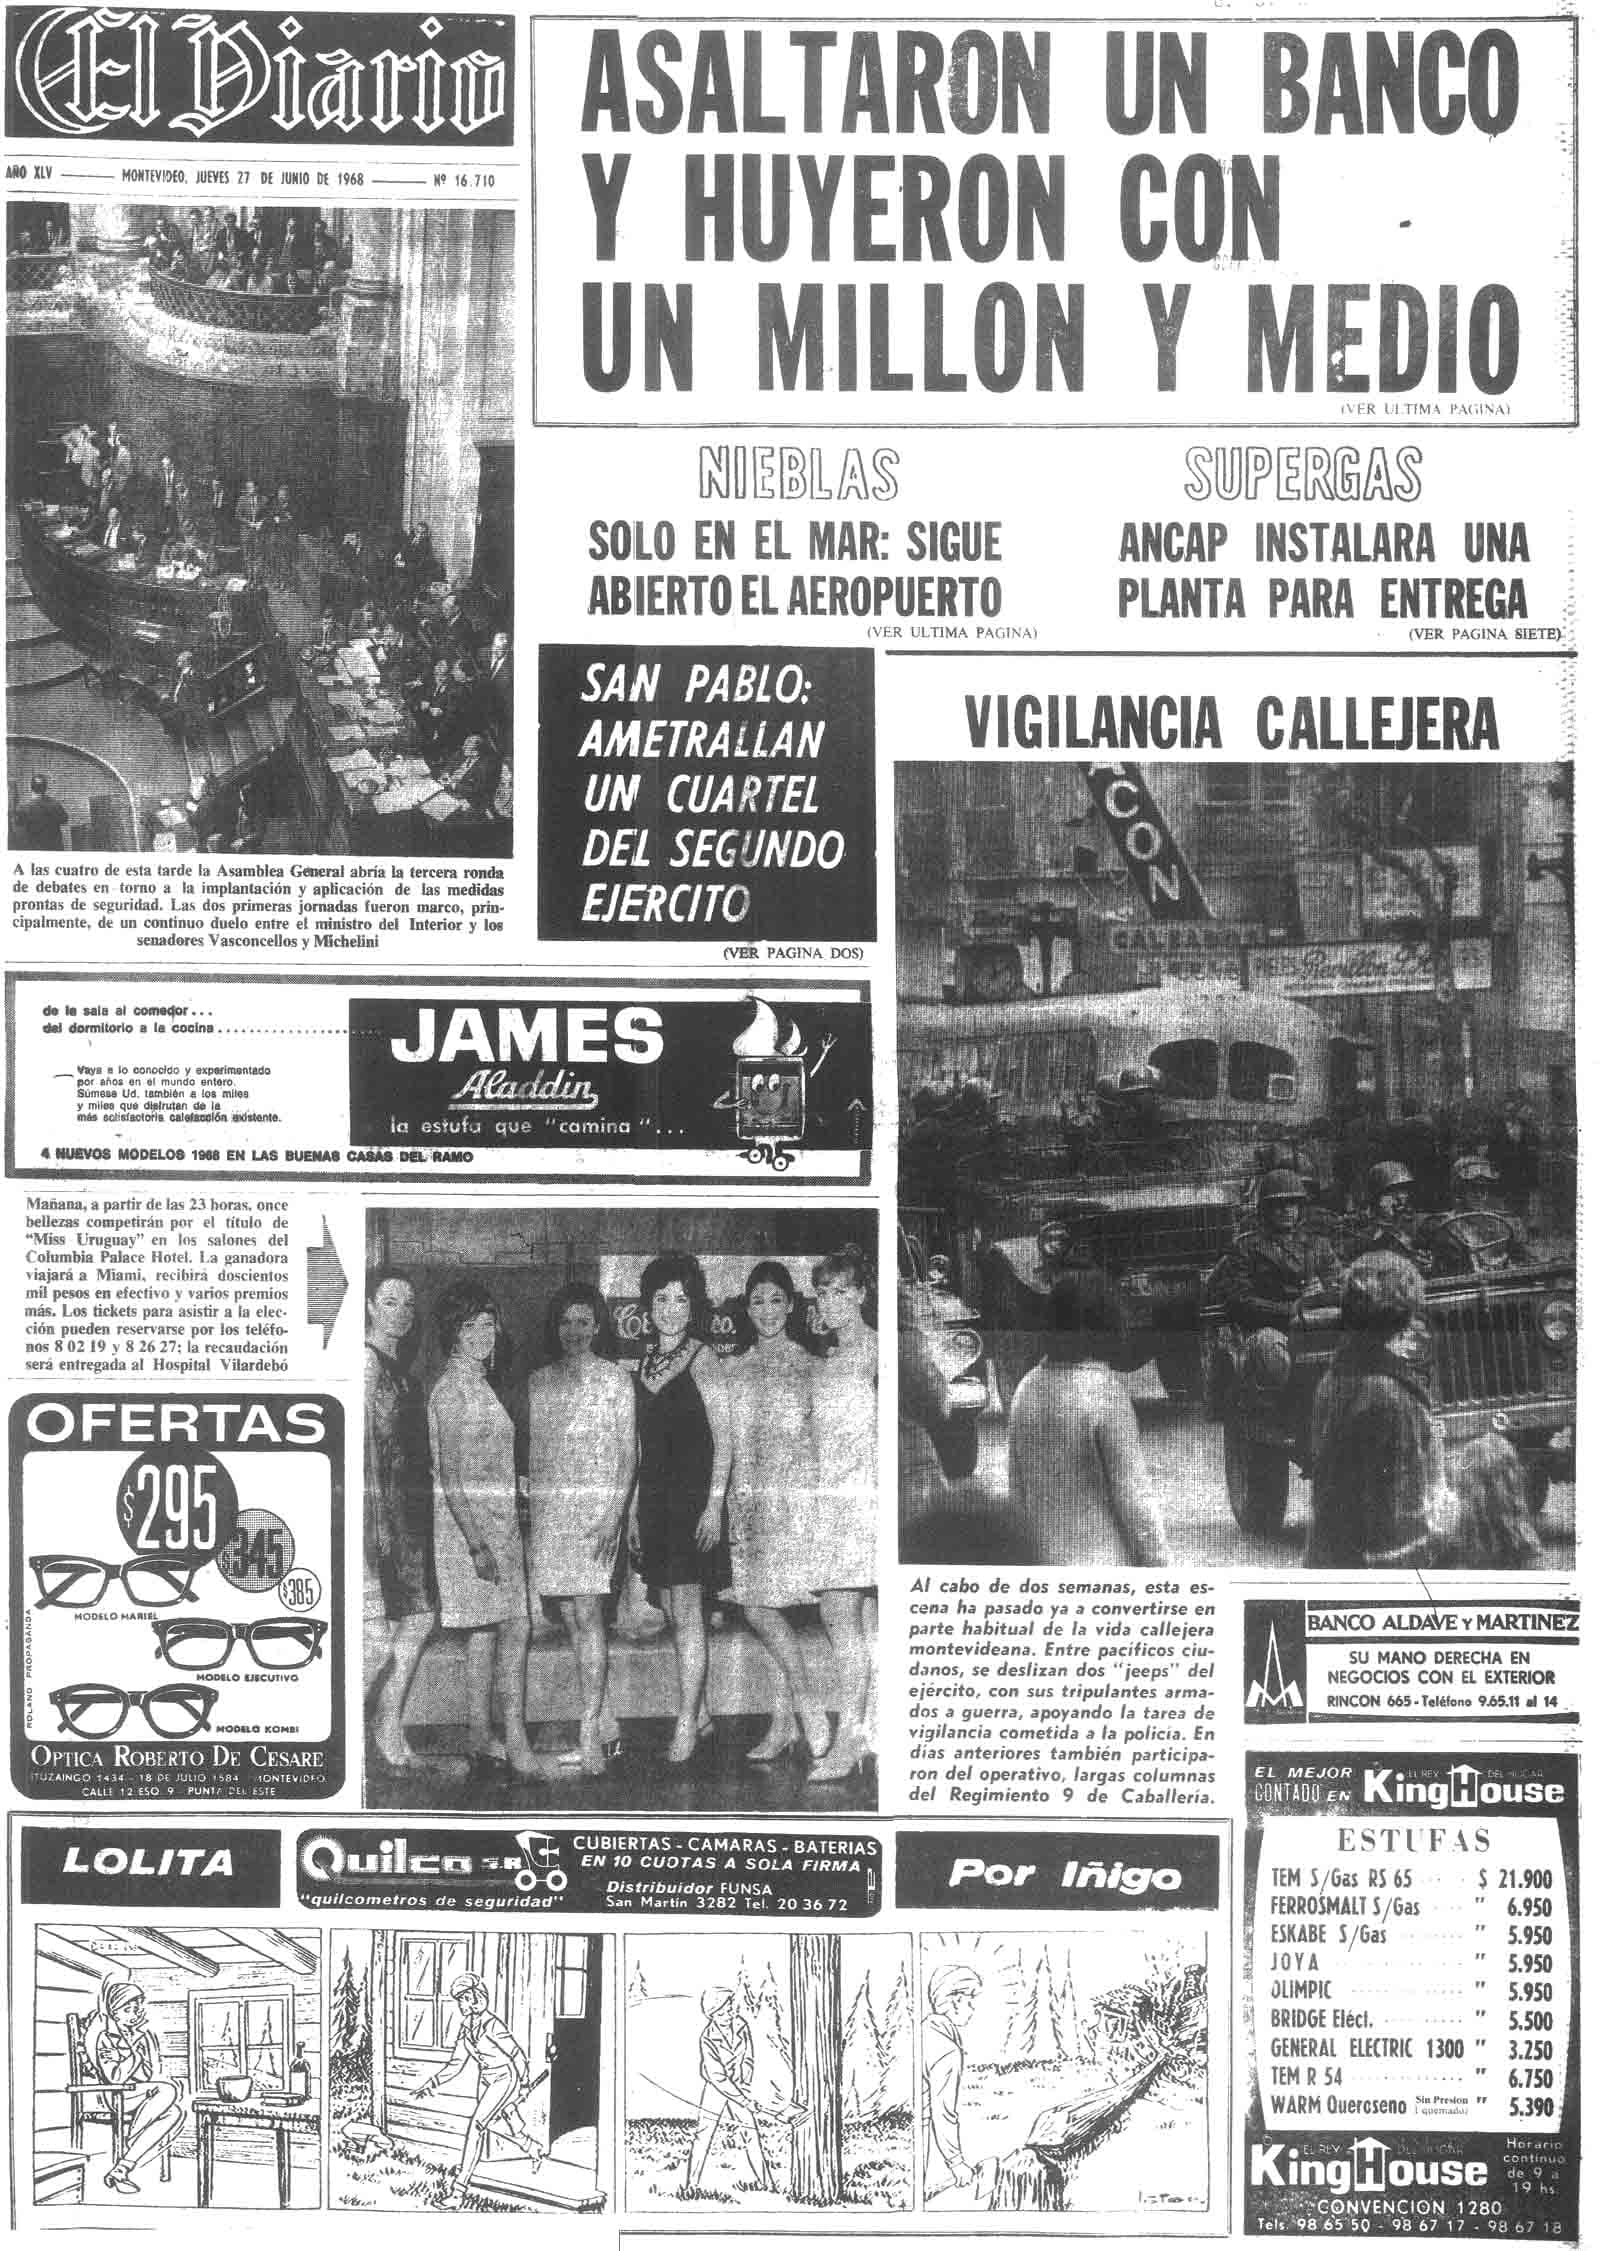 El Diario
AÑO XLV — MONTEVIDEO, JUEVES 27 DE JUNIO DE 1968 — Nº 16.710
ASALTARON UN BANCO
Y HUYERON CON
UN MILLON Y MEDIO
(VER ULTIMA PAGINA)
NIEBLAS
SOLO EN EL MAR: SIGUE
ABIERTO EL AEROPUERTO
(VER ULTIMA PAGINA)
SUPERGAS
ANCAP INSTALARA UNA
PLANTA PARA ENTREGA
(VER PAGINA SIETE)
SAN PABLO:
AMETRALLAN
UN CUARTEL
DEL SEGUNDO
EJERCITO
(VER PAGINA DOS)
VIGILANCIA CALLEJERA
ACON
CALZADOS
Revillon
A las cuatro de esta tarde la Asamblea General abría la tercera ronda
de debates en torno a la implantación y aplicación de las medidas
prontas de seguridad. Las dos primeras jornadas fueron marco, prin-
cipalmente, de un continuo duelo entre el ministro del Interior y los
senadores Vasconcellos y Michelini
de la sala al comedor...
del dormitorio a la cocina..........................
Vaya a lo conocido y experimentado
por años en el mundo entero.
Súmese Ud. también a los miles
y miles que disfrutan de la
más satisfactoria calefacción existente.
JAMES
Aladdin
la estufa que "camina"...
4 NUEVOS MODELOS 1968 EN LAS BUENAS CASAS DEL RAMO
Mañana, a partir de las 23 horas, once
bellezas competirán por el título de
"Miss Uruguay" en los salones del
Columbia Palace Hotel. La ganadora
viajará a Miami, recibirá doscientos
mil pesos en efectivo y varios premios
más. Los tickets para asistir a la elec-
ción pueden reservarse por los teléfo-
nos 8 02 19 y 8 26 27; la recaudación
será entregada al Hospital Vilardebó
OFERTAS
$295
$345
$385
MODELO MARIEL
MODELO EJECUTIVO
MODELO KOMBI
ROLAND PROPAGANDA
OPTICA ROBERTO DE CESARE
ITUZAINGO 1434 - 18 DE JULIO 1584 MONTEVIDEO
CALLE 12 ESQ. 9 - PUNTA DEL ESTE
Al cabo de dos semanas, esta es-
cena ha pasado ya a convertirse en
parte habitual de la vida callejera
montevideana. Entre pacíficos ciu-
danos, se deslizan dos "jeeps" del
ejército, con sus tripulantes arma-
dos a guerra, apoyando la tarea de
vigilancia cometida a la policía. En
días anteriores también participa-
ron del operativo, largas columnas
del Regimiento 9 de Caballería.
BANCO ALDAVE Y MARTINEZ
SU MANO DERECHA EN
NEGOCIOS CON EL EXTERIOR
RINCON 665 - Teléfono 9.65.11 al 14
EL MEJOR
CONTADO EN
EL REY DEL HOGAR
KingHouse
ESTUFAS
TEM S/Gas RS 65 $ 21.900
FERROSMALT S/Gas " 6.950
ESKABE S/Gas " 5.950
JOYA " 5.950
OLIMPIC " 5.950
BRIDGE Eléct. " 5.500
GENERAL ELECTRIC 1300 " 3.250
TEM R 54 " 6.750
WARM Queroseno Sin Presion 1 quemador " 5.390
EL REY DEL HOGAR
KingHouse
Horario
continuo
de 9 a
19 hs.
CONVENCION 1280
Tels. 98 65 50 - 98 67 17 - 98 67 18
LOLITA
Quilco S.A.
"quilcometros de seguridad"
CUBIERTAS - CAMARAS - BATERIAS
EN 10 CUOTAS A SOLA FIRMA
Distribuidor FUNSA
San Martín 3282 Tel. 20 36 72
Por Iñigo